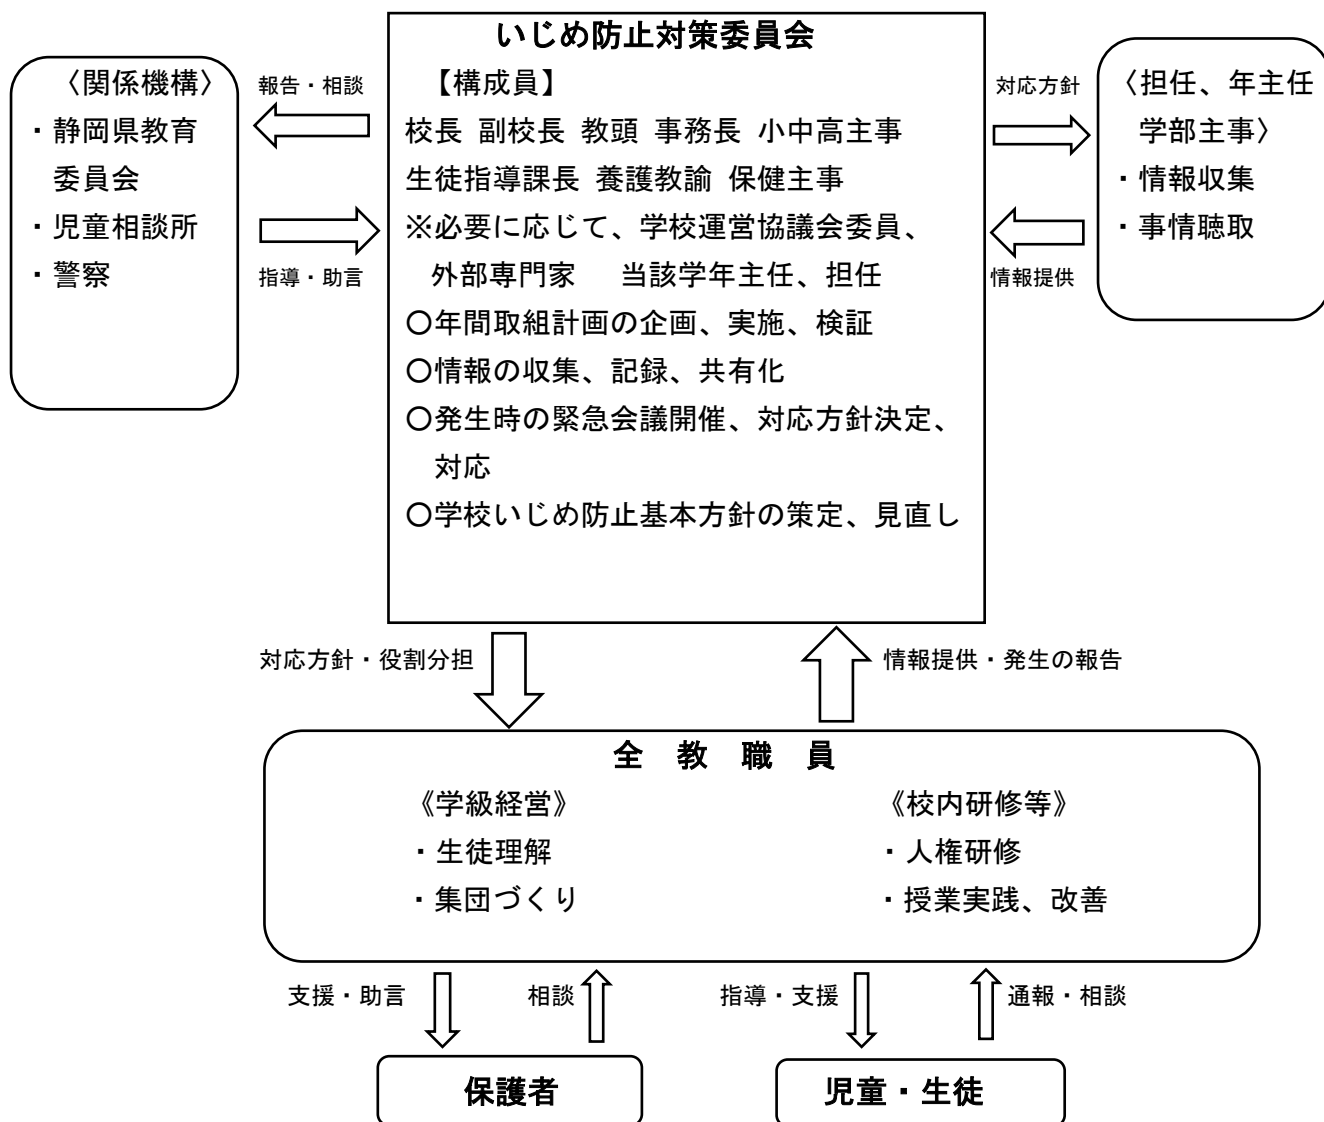 いじめ防止対策委員会
【構成員】
校長 副校長 教頭 事務長 小中高主事
生徒指導課長 養護教諭 保健主事
※必要に応じて、学校運営協議会委員、
外部専門家 当該学年主任、担任
〇年間取組計画の企画、実施、検証
〇情報の収集、記録、共有化
〇発生時の緊急会議開催、対応方針決定、
対応
〇学校いじめ防止基本方針の策定、見直し
〈関係機構〉
・静岡県教育
委員会
・児童相談所
・警察
報告・相談
指導・助言
対応方針
情報提供
〈担任、年主任
学部主事〉
・情報収集
・事情聴取
対応方針・役割分担
情報提供・発生の報告
全 教 職 員
《学級経営》
・生徒理解
・集団づくり
《校内研修等》
・人権研修
・授業実践、改善
支援・助言
相談
指導・支援
通報・相談
保護者
児童・生徒